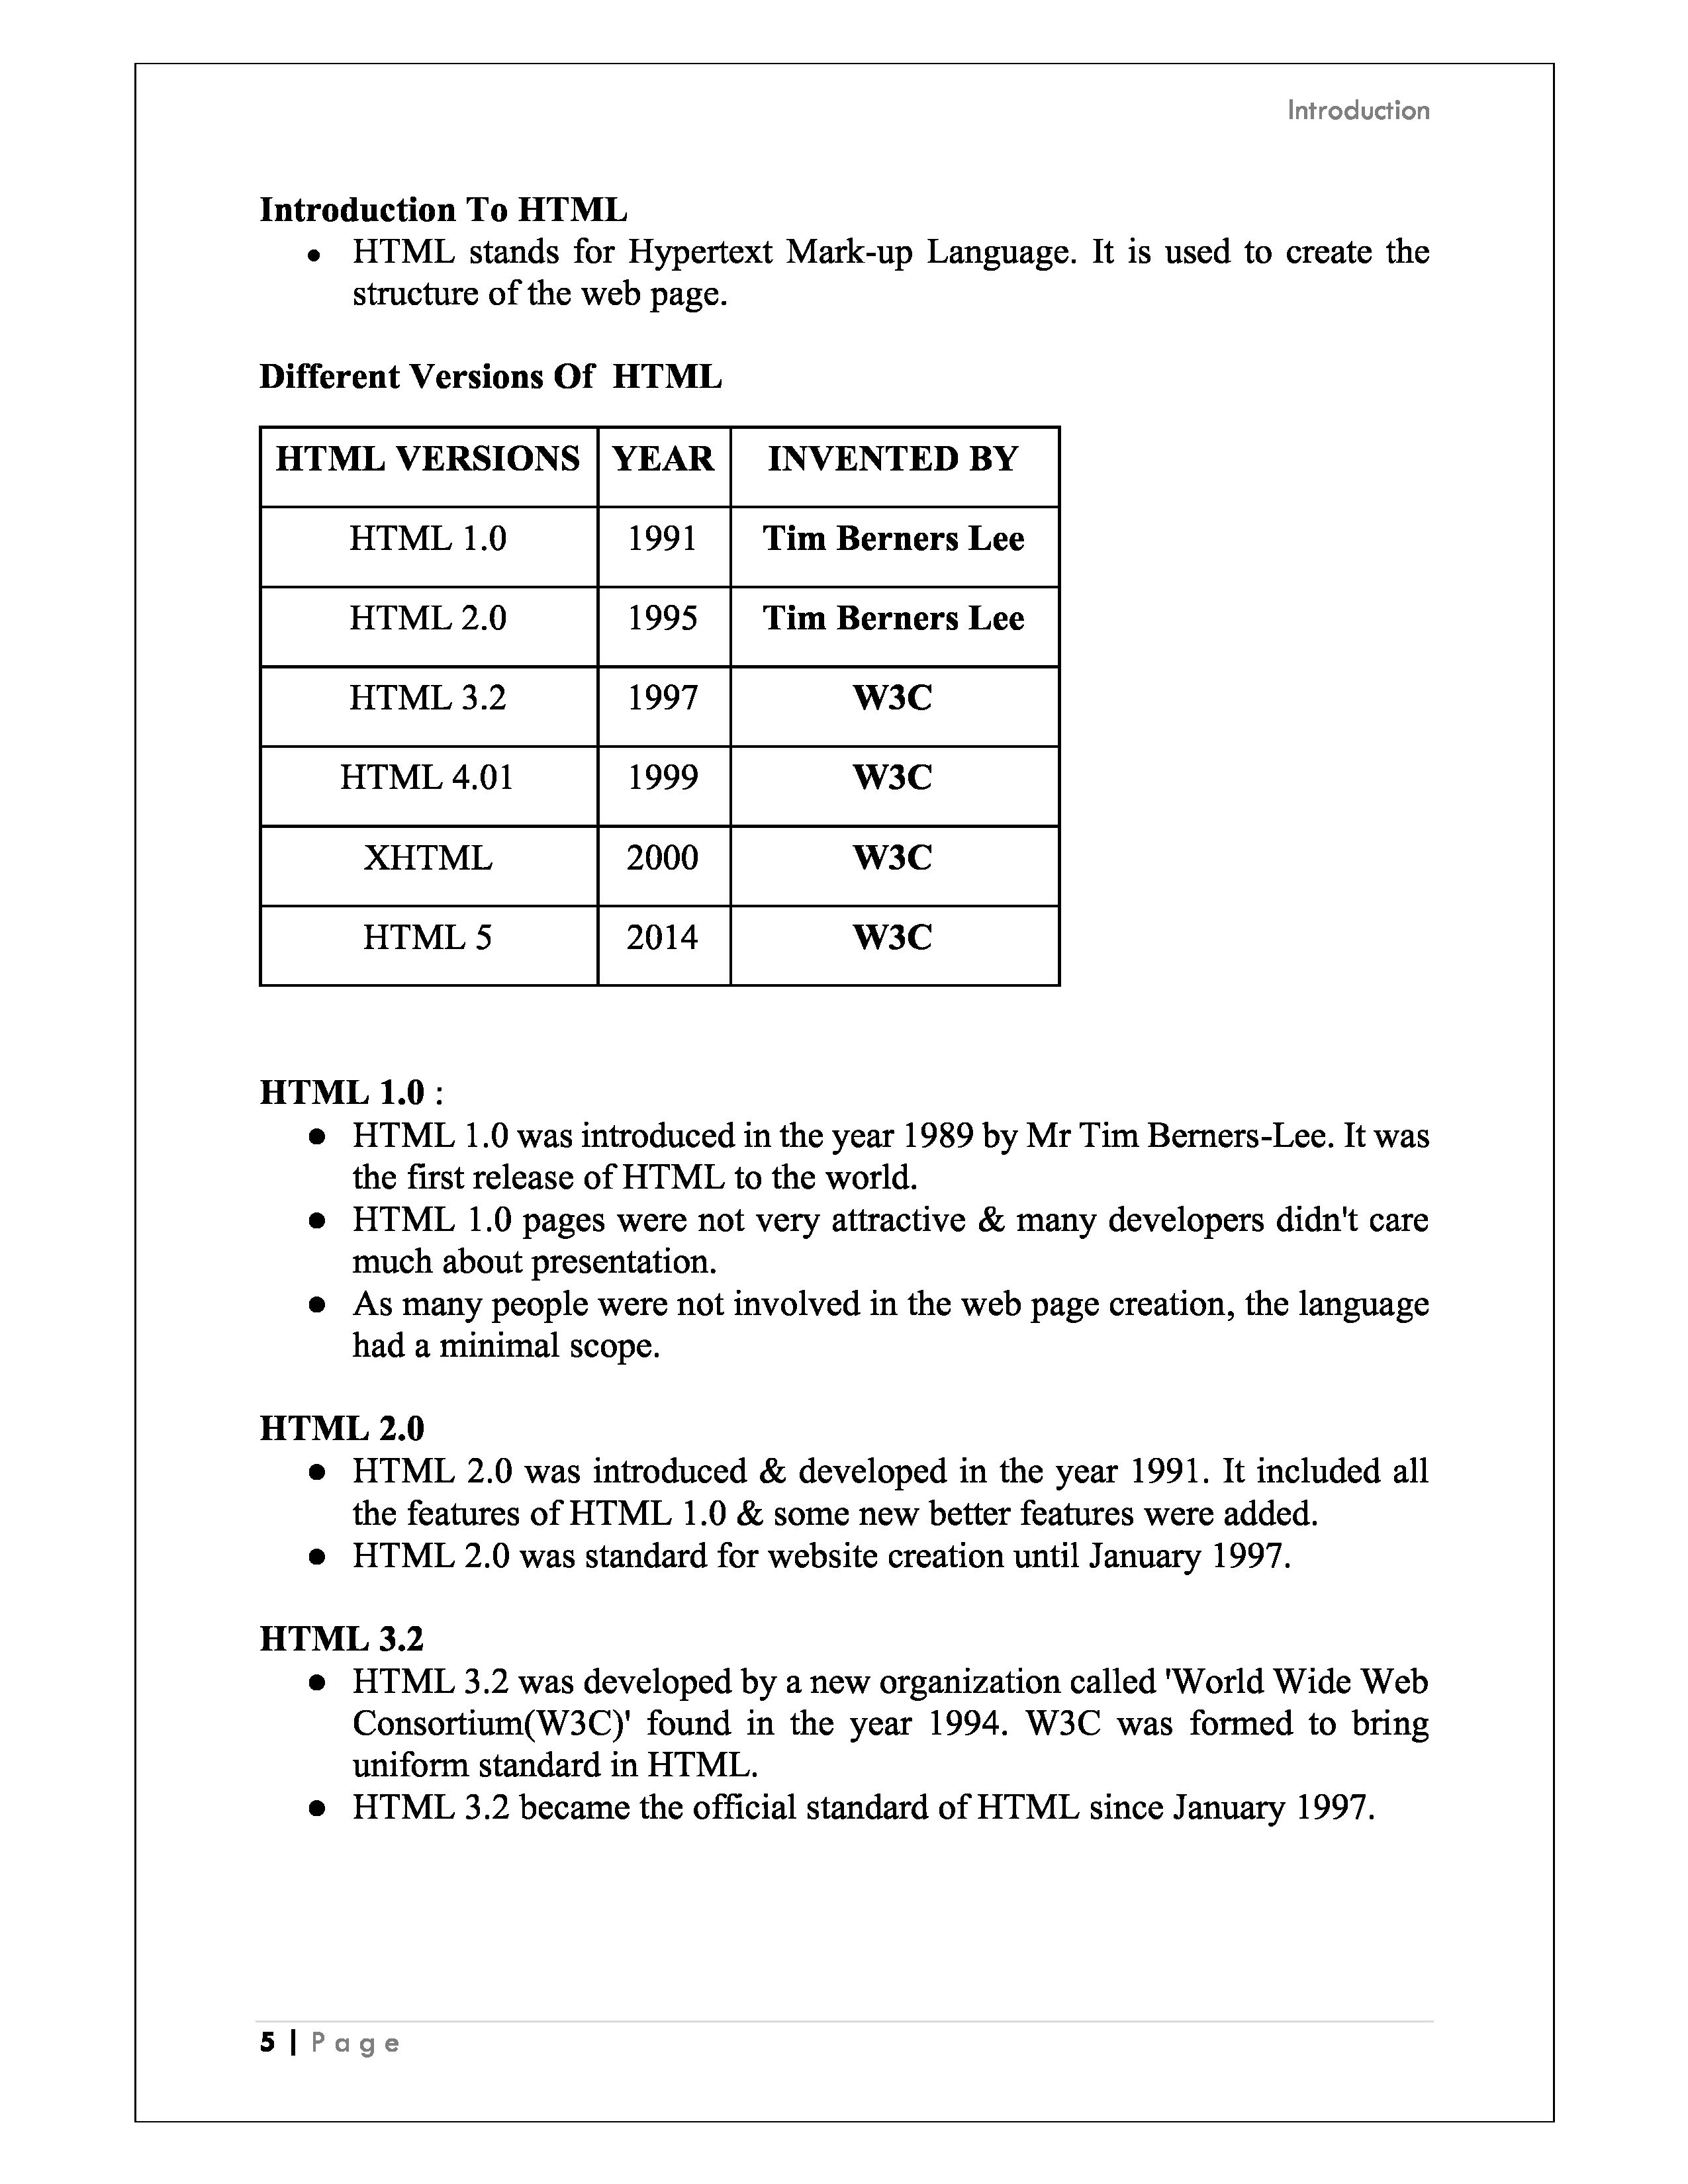 Introduction
Introduction To HTML
● HTML stands for Hypertext Mark-up Language. It is used to create the
structure of the web page.
Different Versions Of HTML
HTML VERSIONS YEAR INVENTED BY
HTML 1.0 1991 Tim Berners Lee
HTML 2.0 1995 Tim Berners Lee
HTML 3.2 1997 W3C
HTML 4.01 1999 W3C
XHTML 2000 W3C
HTML 5 2014 W3C
HTML 1.0 :
● HTML 1.0 was introduced in the year 1989 by Mr Tim Berners-Lee. It was
the first release of HTML to the world.
● HTML 1.0 pages were not very attractive & many developers didn't care
much about presentation.
● As many people were not involved in the web page creation, the language
had a minimal scope.
HTML 2.0
● HTML 2.0 was introduced & developed in the year 1991. It included all
the features of HTML 1.0 & some new better features were added.
● HTML 2.0 was standard for website creation until January 1997.
HTML 3.2
● HTML 3.2 was developed by a new organization called 'World Wide Web
Consortium(W3C)' found in the year 1994. W3C was formed to bring
uniform standard in HTML.
● HTML 3.2 became the official standard of HTML since January 1997.
5 | Page